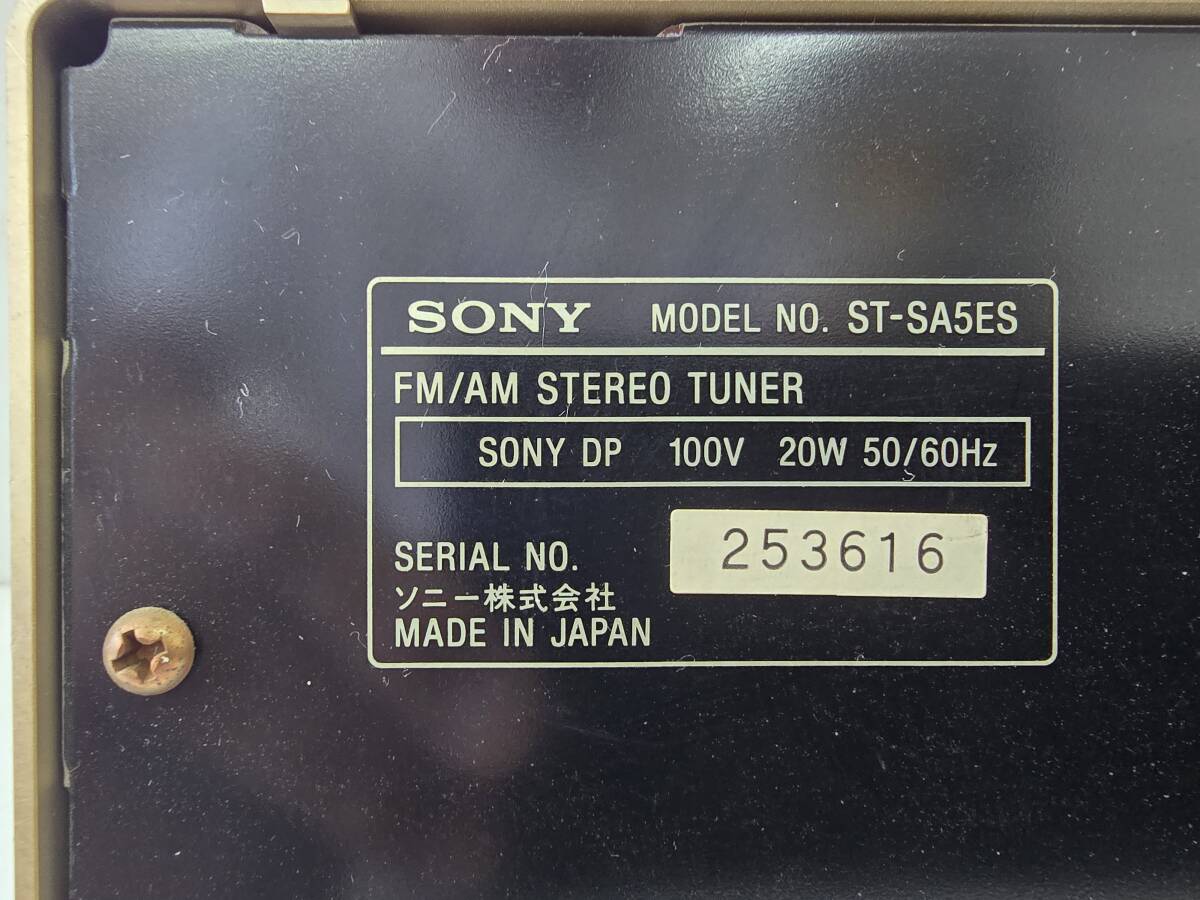 SONY MODEL NO. ST-SA5ES
FM/AM STEREO TUNER
SONY DP 100V 20W 50/60Hz
SERIAL NO. 253616
ソニー株式会社
MADE IN JAPAN